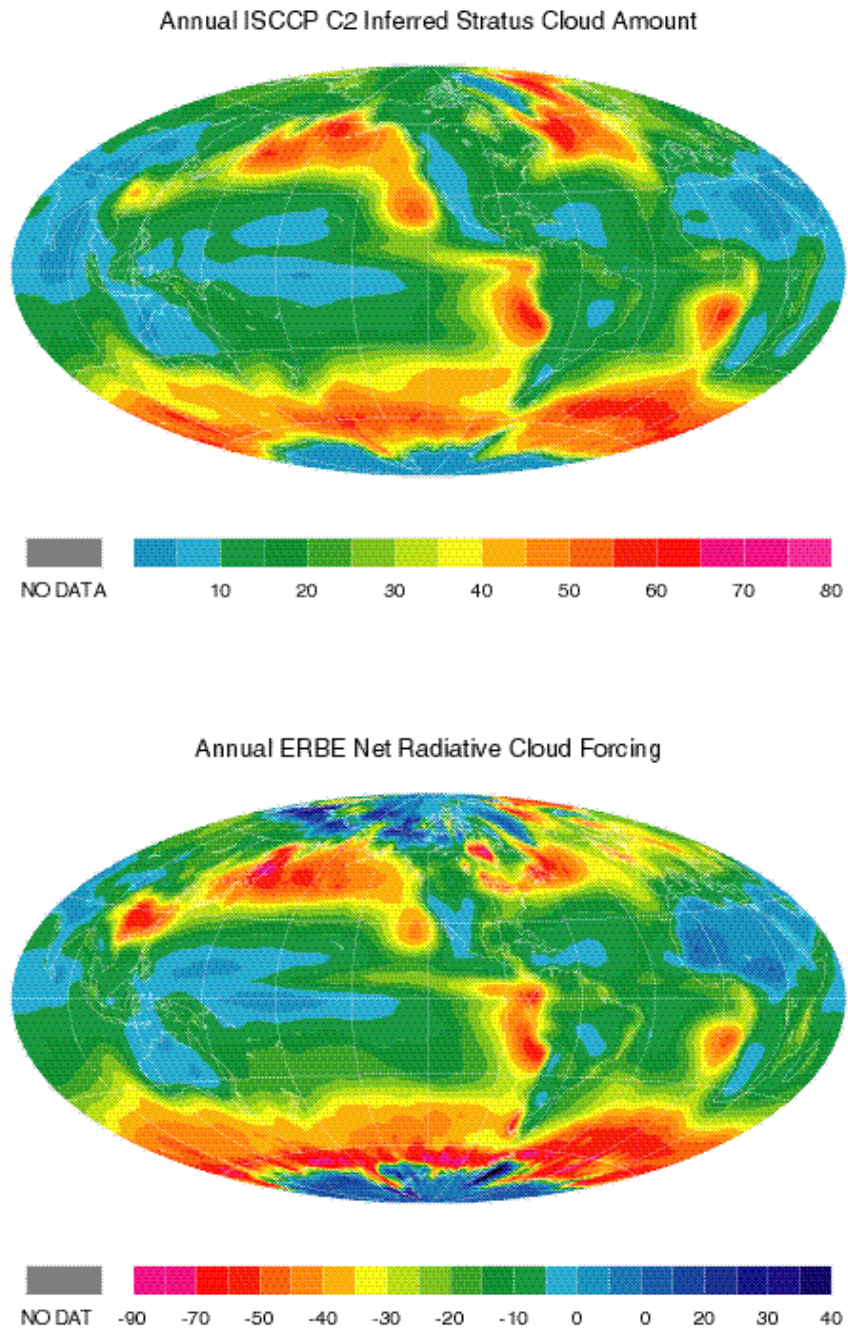 Annual ISCCP C2 Inferred Stratus Cloud Amount
NO DATA 10 20 30 40 50 60 70 80
Annual ERBE Net Radiative Cloud Forcing
NO DAT -90 -70 -50 -40 -30 -20 -10 0 0 20 30 40